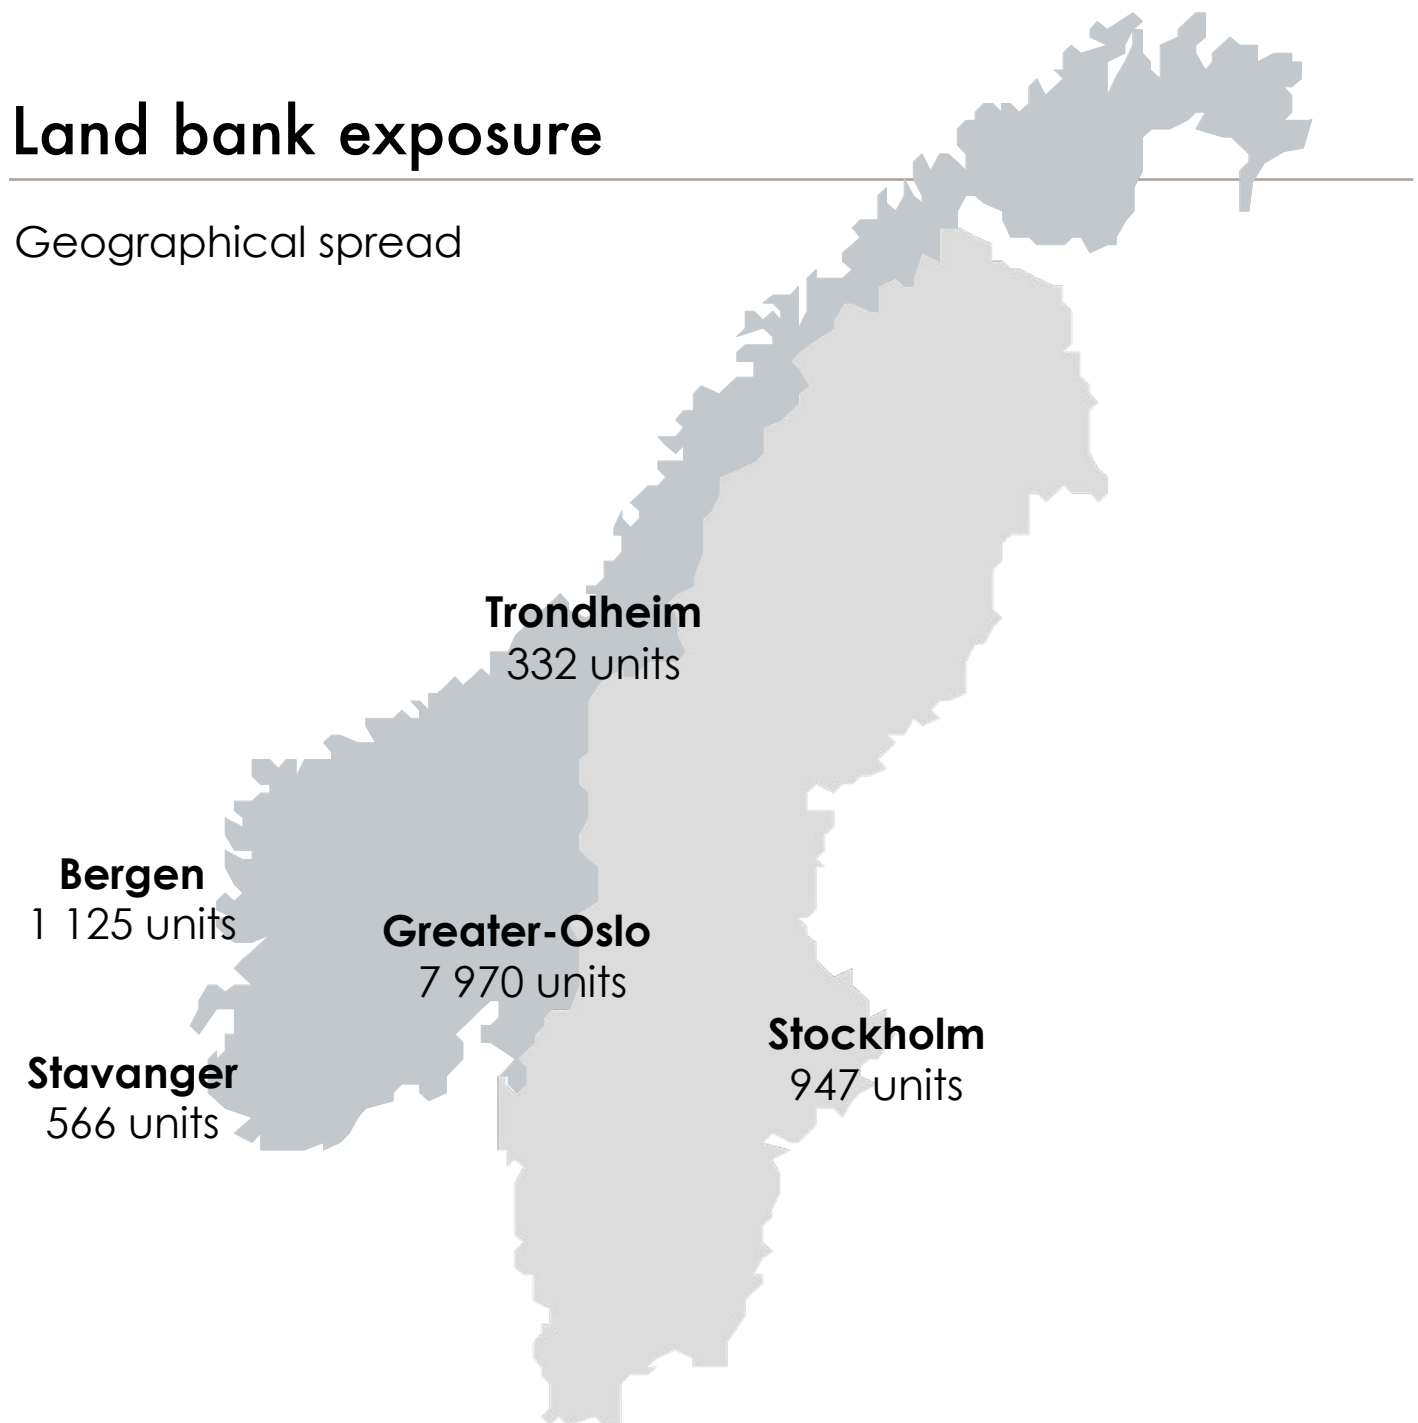 Land bank exposure
Geographical spread
Trondheim
332 units
Bergen
1 125 units
Greater-Oslo
7 970 units
Stockholm
947 units
Stavanger
566 units